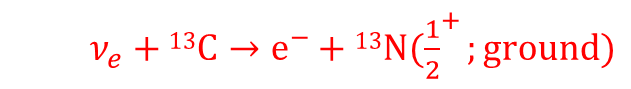 νₑ + ¹³C → e⁻ + ¹³N(½⁺ ; ground)